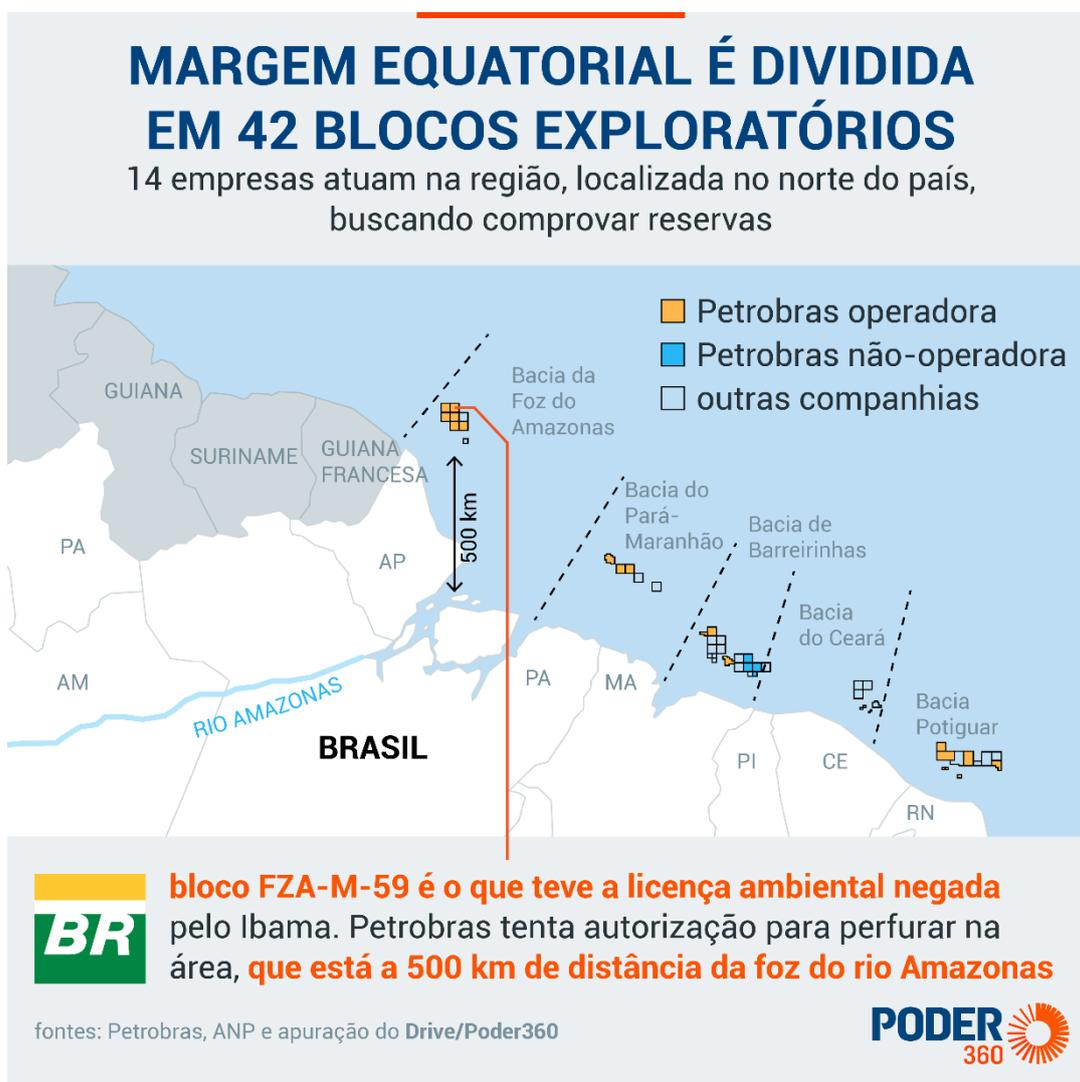 MARGEM EQUATORIAL É DIVIDIDA
EM 42 BLOCOS EXPLORATÓRIOS
14 empresas atuam na região, localizada no norte do país,
buscando comprovar reservas
Petrobras operadora
Petrobras não-operadora
outras companhias
GUIANA
SURINAME
GUIANA
FRANCESA
Bacia da
Foz do
Amazonas
500 km
Bacia do
Pará-
Maranhão
Bacia de
Barreirinhas
Bacia
do Ceará
Bacia
Potiguar
PA
AP
AM
RIO AMAZONAS
BRASIL
PA
MA
PI
CE
RN
BR
bloco FZA-M-59 é o que teve a licença ambiental negada
pelo Ibama. Petrobras tenta autorização para perfurar na
área, que está a 500 km de distância da foz do rio Amazonas
fontes: Petrobras, ANP e apuração do Drive/Poder360
PODER
360